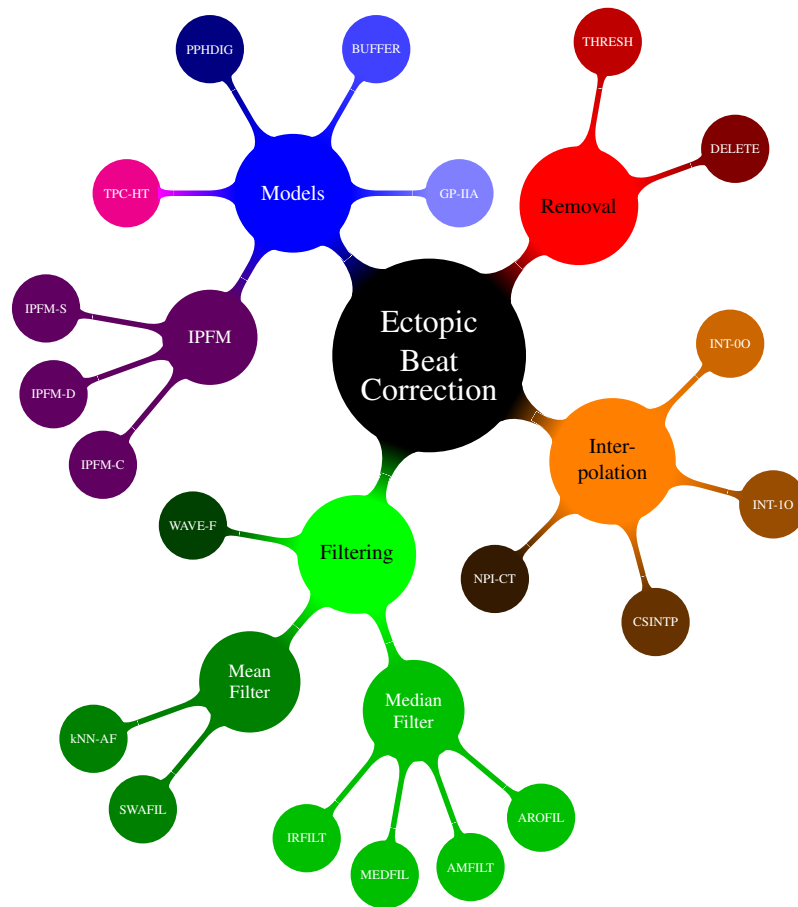 Ectopic
Beat
Correction
Models
PPHDIG
BUFFER
TPC-HT
GP-IIA
IPFM
IPFM-S
IPFM-D
IPFM-C
Removal
THRESH
DELETE
Inter-
polation
INT-0O
INT-1O
CSINTP
NPI-CT
Filtering
WAVE-F
Mean
Filter
kNN-AF
SWAFIL
Median
Filter
IRFILT
MEDFIL
AMFILT
AROFIL